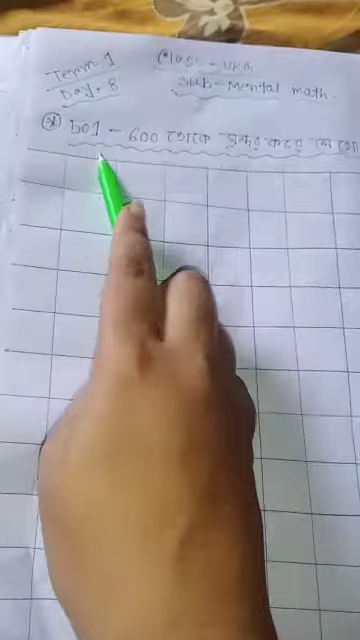 Term 1 Class - UKG
Day - 8 Sub - Mental math.
501 - 600 থেকে সুন্দর করে লেখো